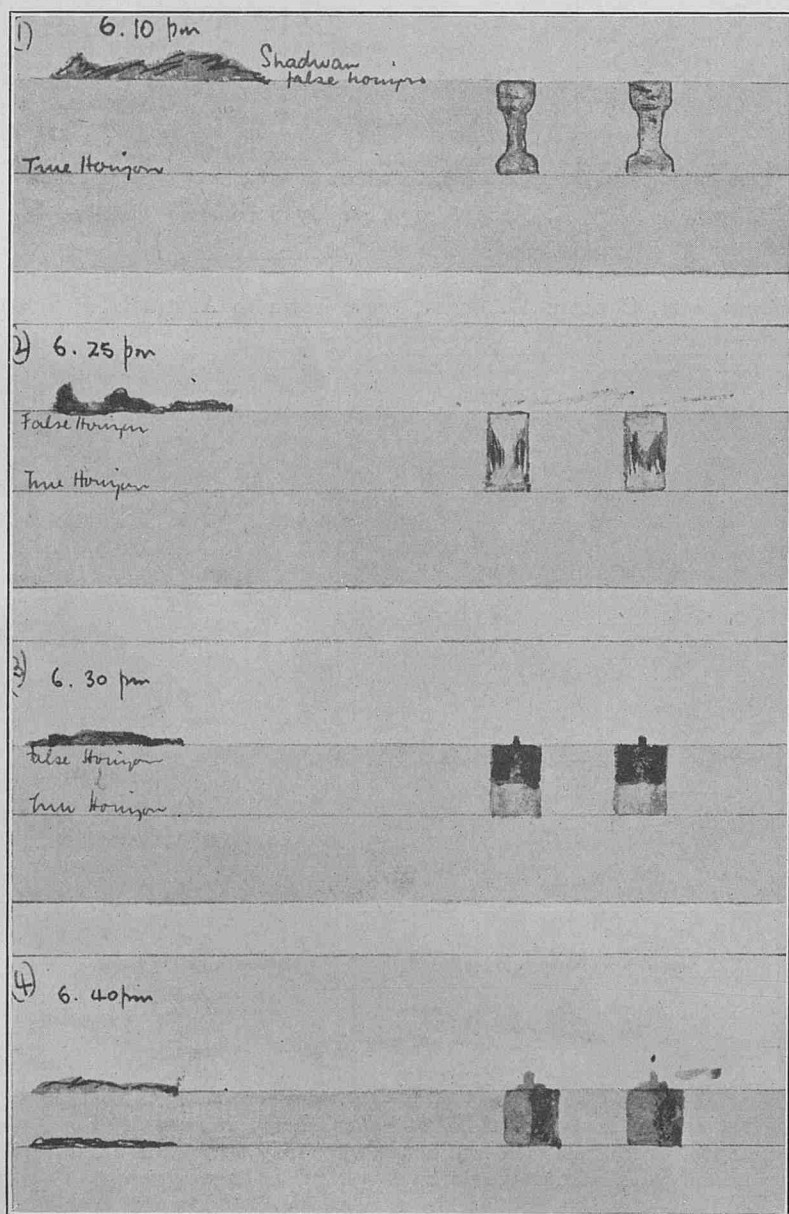 1) 6.10 pm
Shadwan
false horizon
True Horizon
2) 6.25 pm
False Horizon
True Horizon
3) 6.30 pm
False Horizon
True Horizon
(4) 6.40 pm